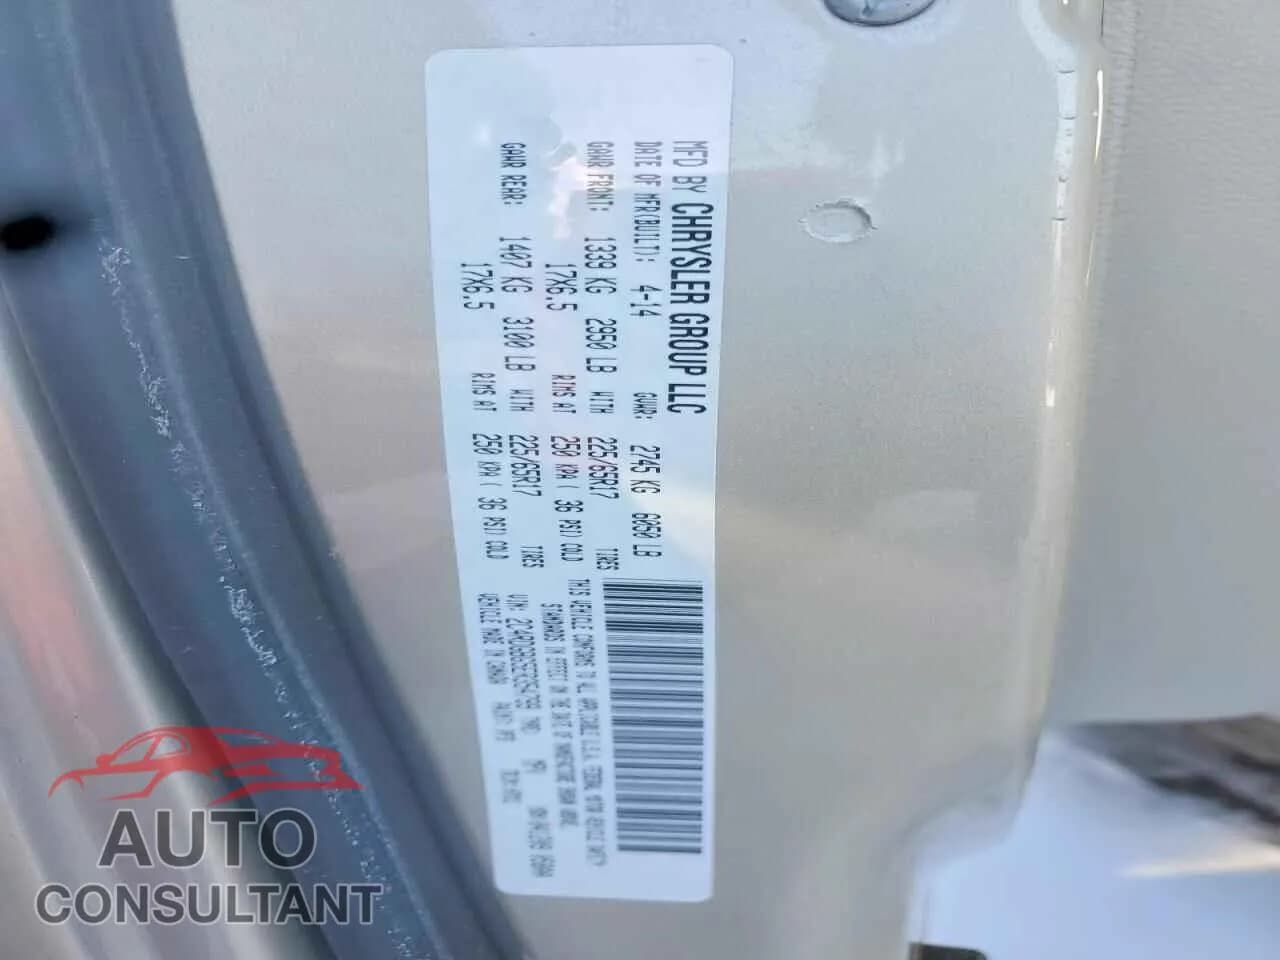 MFD BY CHRYSLER GROUP LLC
DATE OF MFR(BUILT): 4-14 GVWR: 2745 KG 6050 LB
GAWR FRONT: 1339 KG 2950 LB WITH 225/65R17 TIRES
17X6.5 RIMS AT 250 KPA( 36 PSI) COLD
GAWR REAR: 1407 KG 3100 LB WITH 225/65R17 TIRES
17X6.5 RIMS AT 250 KPA( 36 PSI) COLD
THIS VEHICLE CONFORMS TO ALL APPLICABLE U.S.A. FEDERAL MOTOR VEHICLE SAFETY
STANDARDS IN EFFECT ON THE DATE OF MANUFACTURE SHOWN ABOVE.
VIN:
VEHICLE MADE IN CANADA
AUTO
CONSULTANT